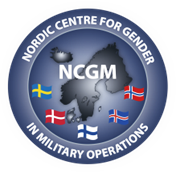 NORDIC CENTRE FOR GENDER
NCGM
IN MILITARY OPERATIONS